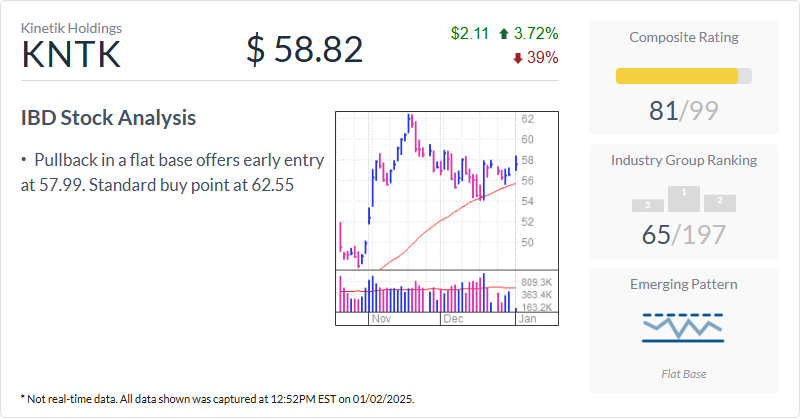 Kinetik Holdings
KNTK
$ 58.82
$2.11 3.72%
39%
IBD Stock Analysis
• Pullback in a flat base offers early entry
at 57.99. Standard buy point at 62.55
62
60
58
56
54
52
50
809.3K
363.4K
163.2K
Nov Dec Jan
Composite Rating
81/99
Industry Group Ranking
3 1 2
65/197
Emerging Pattern
Flat Base
* Not real-time data. All data shown was captured at 12:52PM EST on 01/02/2025.